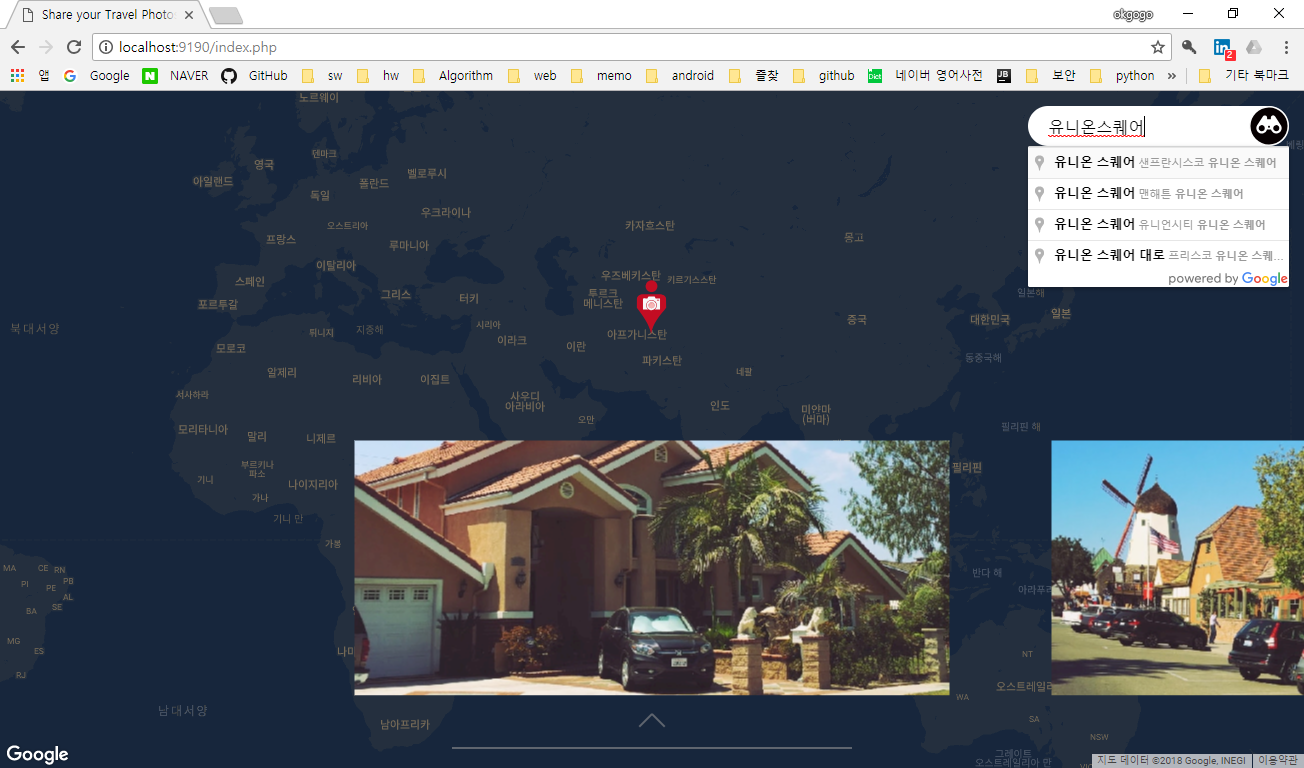 Share your Travel Photo
okgogo
localhost:9190/index.php
2
앱 Google NAVER GitHub sw hw Algorithm web memo android 즐찾 github Dict 네이버 영어사전 JB 보안 python » 기타 북마크
유니온스퀘어
유니온 스퀘어 샌프란시스코 유니온 스퀘어
유니온 스퀘어 맨해튼 유니온 스퀘어
유니온 스퀘어 유니언시티 유니온 스퀘어
유니온 스퀘어 대로 프리스코 유니온 스퀘...
powered by Google
노르웨이
덴마크
영국
아일랜드
벨로루시
폴란드
독일
우크라이나
오스트리아
카자흐스탄
몽고
프랑스
루마니아
이탈리아
우즈베키스탄
키르기스스탄
스페인
투르크
메니스탄
그리스
터키
포르투갈
일본해
일본
대한민국
중국
북대서양
튀니지
지중해
시리아
이라크
이란
아프가니스탄
모로코
동중국해
파키스탄
알제리
리비아
이집트
네팔
서사하라
사우디
아라비아
인도
미얀마
(버마)
오만
모리타니아
말리
니제르
필리핀 해
부르키나
파소
필리핀
기니
나이지리아
가나
기니 만
가봉
MA
CE
RN
PI
PE
PB
AL
BA
SE
MG
ES
RJ
반다 해
아라푸라
나미
NT
WA
오스트레일리
SA
NSW
남대서양
남아프리카
그레이트
오스트레일리아 만
Google
지도 데이터 ©2018 Google, INEGI 이용약관